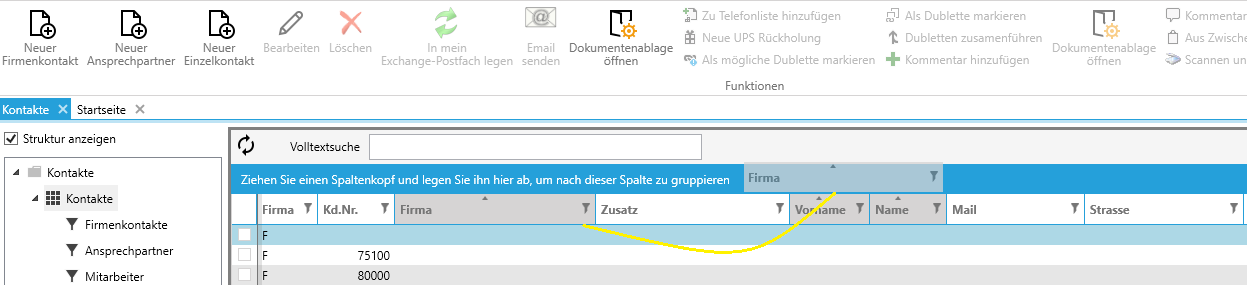 Neuer Firmenkontakt
Neuer Ansprechpartner
Neuer Einzelkontakt
Bearbeiten
Löschen
In mein Exchange-Postfach legen
Email senden
Dokumentenablage öffnen
Zu Telefonliste hinzufügen
Neue UPS Rückholung
Als mögliche Dublette markieren
Als Dublette markieren
Dubletten zusammenführen
Kommentar hinzufügen
Dokumentenablage öffnen
Kommentar
Aus Zwische
Scannen un
Funktionen
Kontakte
Startseite
Struktur anzeigen
Volltextsuche
Kontakte
Kontakte
Firmenkontakte
Ansprechpartner
Mitarbeiter
Ziehen Sie einen Spaltenkopf und legen Sie ihn hier ab, um nach dieser Spalte zu gruppieren
Firma
Firma Kd.Nr. Firma Zusatz Vorname Name Mail Strasse
F
F 75100
F 80000